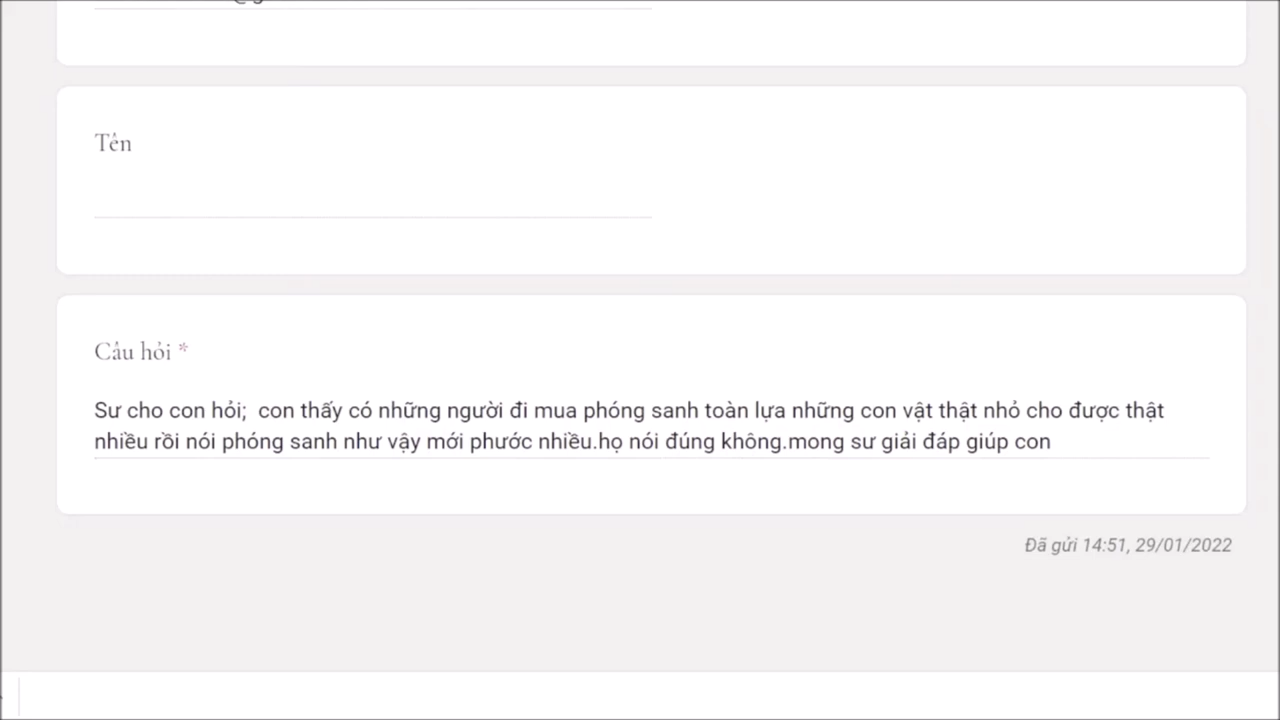 Tên
Câu hỏi *
Sư cho con hỏi;  con thấy có những người đi mua phóng sanh toàn lựa những con vật thật nhỏ cho được thật
nhiều rồi nói phóng sanh như vậy mới phước nhiều.họ nói đúng không.mong sư giải đáp giúp con
Đã gửi 14:51, 29/01/2022